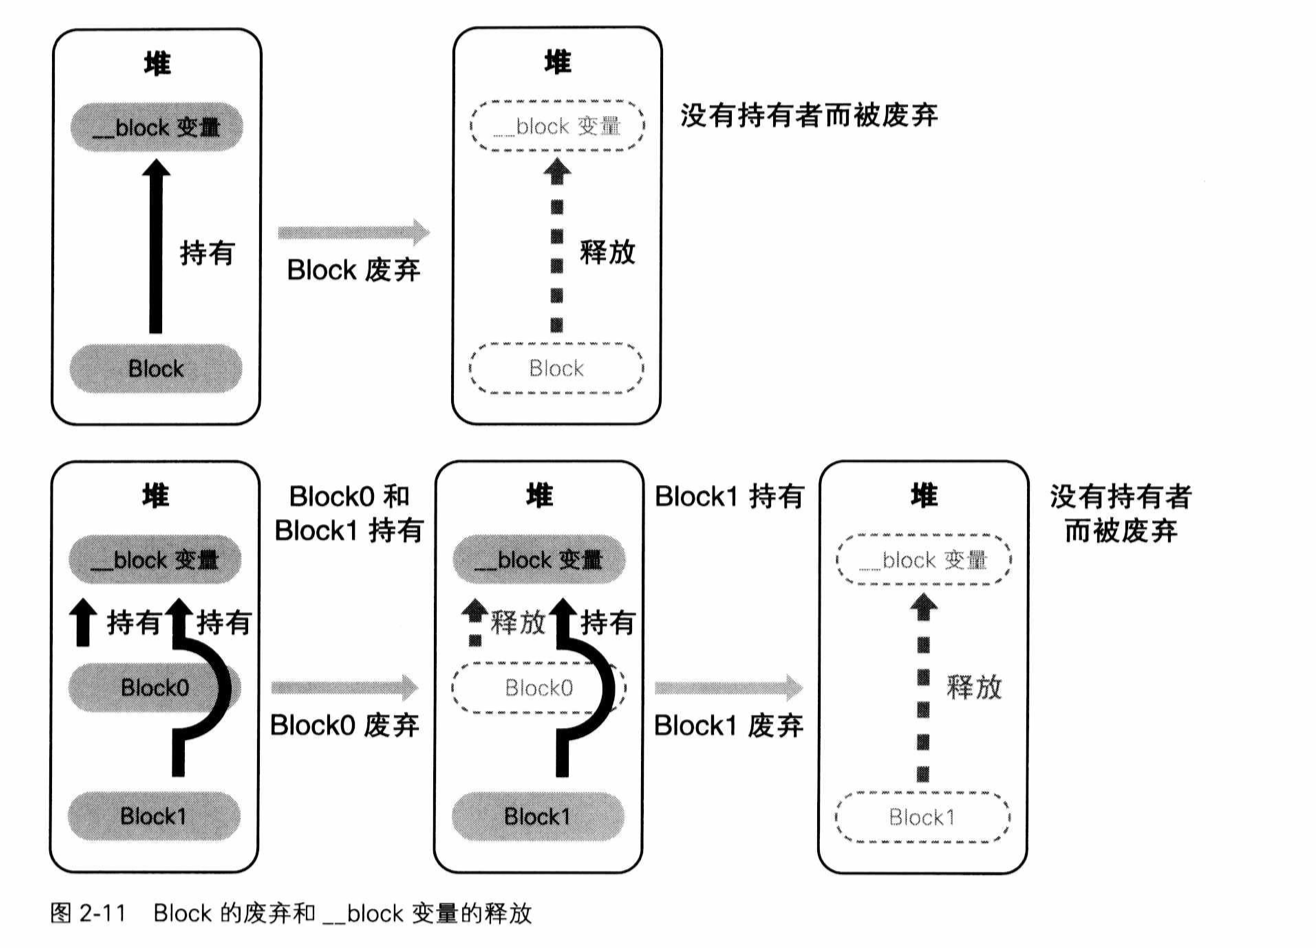 堆
__block 变量
持有
Block
Block 废弃
堆
__block 变量
释放
Block
没有持有者而被废弃
堆
__block 变量
持有
持有
Block0
Block1
Block0 和
Block1 持有
Block0 废弃
堆
__block 变量
释放
持有
Block0
Block1
Block1 持有
Block1 废弃
堆
__block 变量
释放
Block1
没有持有者
而被废弃
图 2-11 Block 的废弃和 __block 变量的释放